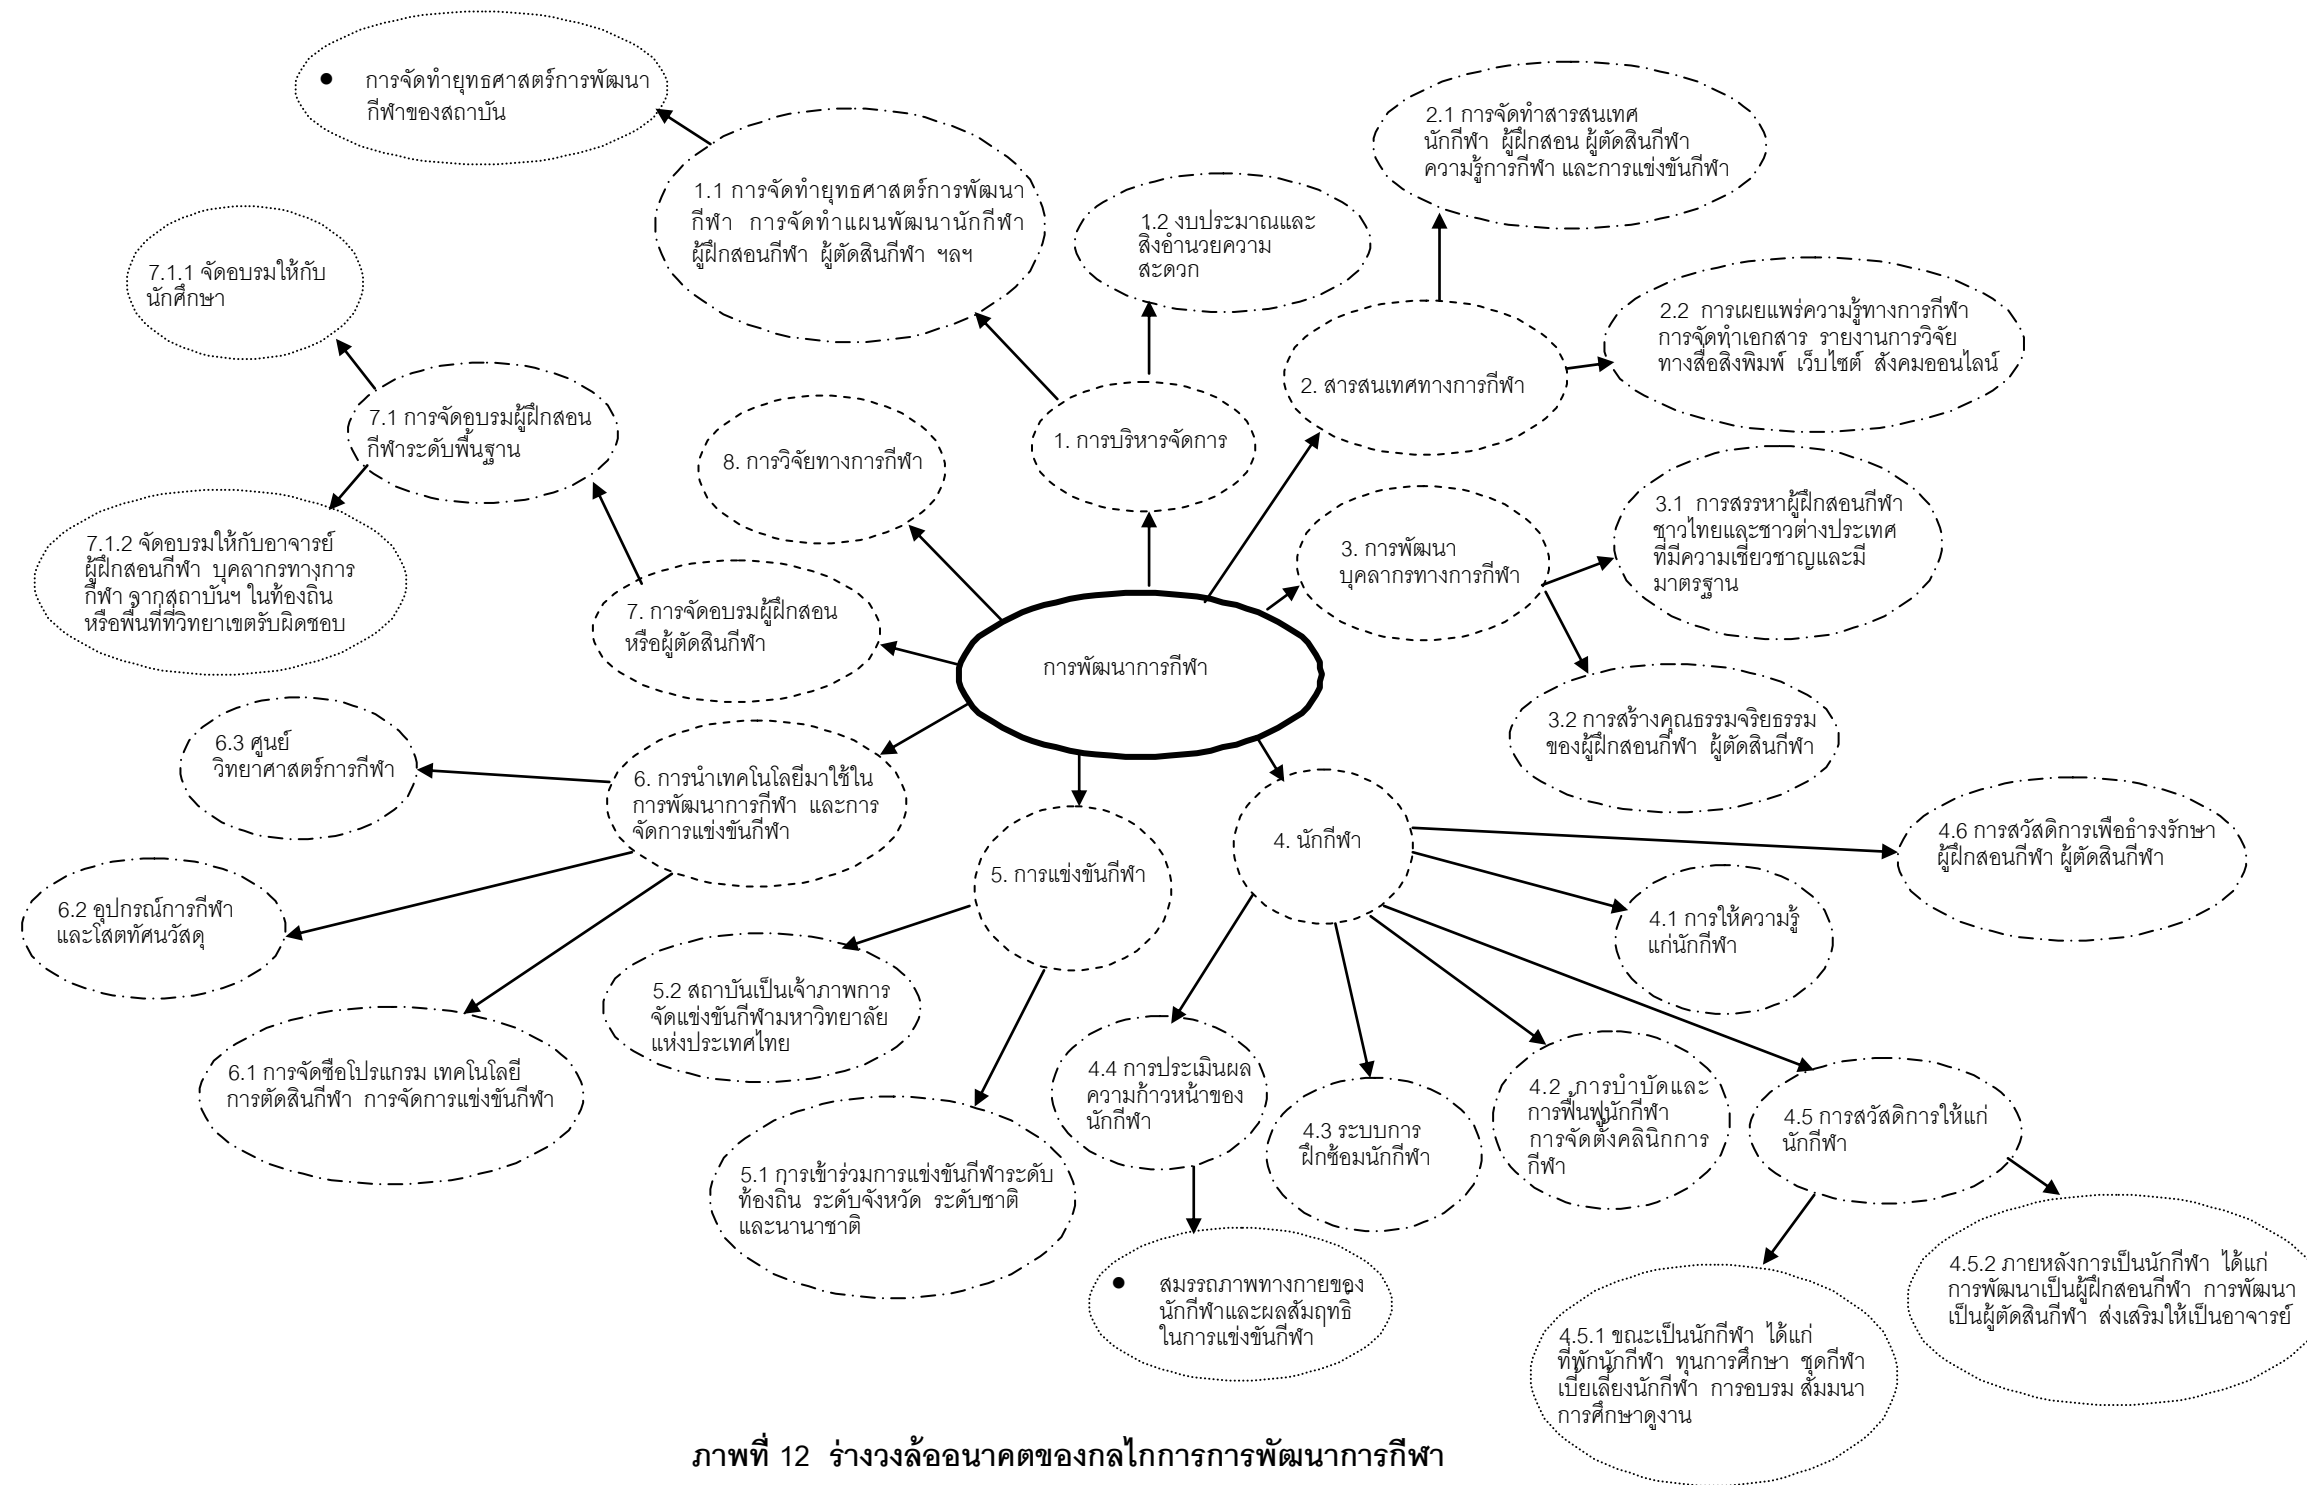 การจัดทำยุทธศาสตร์การพัฒนา
กีฬาของสถาบัน
1.1 การจัดทำยุทธศาสตร์การพัฒนา
กีฬา การจัดทำแผนพัฒนานักกีฬา
ผู้ฝึกสอนกีฬา ผู้ตัดสินกีฬา ฯลฯ
1.2 งบประมาณและ
สิ่งอำนวยความ
สะดวก
2.1 การจัดทำสารสนเทศ
นักกีฬา ผู้ฝึกสอน ผู้ตัดสินกีฬา
ความรู้การกีฬา และการแข่งขันกีฬา
2.2 การเผยแพร่ความรู้ทางการกีฬา
การจัดทำเอกสาร รายงานการวิจัย
ทางสื่อสิ่งพิมพ์ เว็บไซต์ สังคมออนไลน์
7.1.1 จัดอบรมให้กับ
นักศึกษา
7.1 การจัดอบรมผู้ฝึกสอน
กีฬาระดับพื้นฐาน
8. การวิจัยทางการกีฬา
1. การบริหารจัดการ
2. สารสนเทศทางการกีฬา
7.1.2 จัดอบรมให้กับอาจารย์
ผู้ฝึกสอนกีฬา บุคลากรทางการ
กีฬา จากสถาบันฯ ในท้องถิ่น
หรือพื้นที่ที่วิทยาเขตรับผิดชอบ
7. การจัดอบรมผู้ฝึกสอน
หรือผู้ตัดสินกีฬา
3. การพัฒนา
บุคลากรทางการกีฬา
3.1 การสรรหาผู้ฝึกสอนกีฬา
ชาวไทยและชาวต่างประเทศ
ที่มีความเชี่ยวชาญและมี
มาตรฐาน
การพัฒนาการกีฬา
3.2 การสร้างคุณธรรมจริยธรรม
ของผู้ฝึกสอนกีฬา ผู้ตัดสินกีฬา
6.3 ศูนย์
วิทยาศาสตร์การกีฬา
6. การนำเทคโนโลยีมาใช้ใน
การพัฒนาการกีฬา และการ
จัดการแข่งขันกีฬา
5. การแข่งขันกีฬา
4. นักกีฬา
4.6 การสวัสดิการเพื่อธำรงรักษา
ผู้ฝึกสอนกีฬา ผู้ตัดสินกีฬา
6.2 อุปกรณ์การกีฬา
และโสตทัศนวัสดุ
4.1 การให้ความรู้
แก่นักกีฬา
5.2 สถาบันเป็นเจ้าภาพการ
จัดแข่งขันกีฬามหาวิทยาลัย
แห่งประเทศไทย
6.1 การจัดซื้อโปรแกรม เทคโนโลยี
การตัดสินกีฬา การจัดการแข่งขันกีฬา
4.4 การประเมินผล
ความก้าวหน้าของ
นักกีฬา
4.3 ระบบการ
ฝึกซ้อมนักกีฬา
4.2 การบำบัดและ
การฟื้นฟูนักกีฬา
การจัดตั้งคลินิกการ
กีฬา
4.5 การสวัสดิการให้แก่
นักกีฬา
5.1 การเข้าร่วมการแข่งขันกีฬาระดับ
ท้องถิ่น ระดับจังหวัด ระดับชาติ
และนานาชาติ
สมรรถภาพทางกายของ
นักกีฬาและผลสัมฤทธิ์
ในการแข่งขันกีฬา
4.5.2 ภายหลังการเป็นนักกีฬา ได้แก่
การพัฒนาเป็นผู้ฝึกสอนกีฬา การพัฒนา
เป็นผู้ตัดสินกีฬา ส่งเสริมให้เป็นอาจารย์
4.5.1 ขณะเป็นนักกีฬา ได้แก่
ที่พักนักกีฬา ทุนการศึกษา ชุดกีฬา
เบี้ยเลี้ยงนักกีฬา การอบรม สัมมนา
การศึกษาดูงาน
ภาพที่ 12 ร่างวงล้ออนาคตของกลไกการการพัฒนาการกีฬา